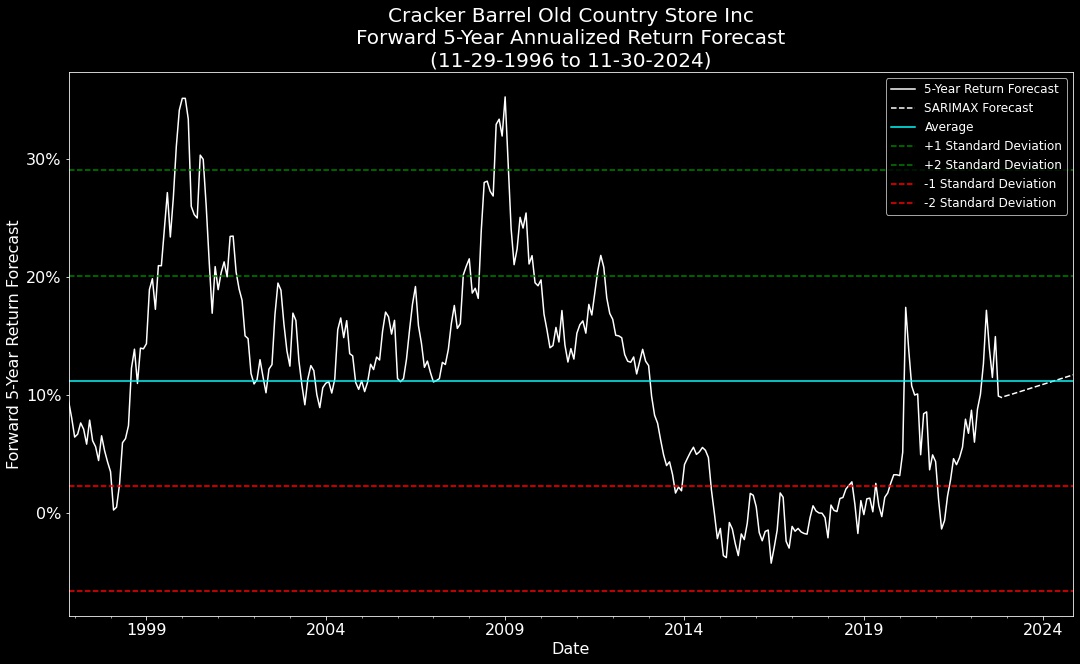 Cracker Barrel Old Country Store Inc
Forward 5-Year Annualized Return Forecast
(11-29-1996 to 11-30-2024)
5-Year Return Forecast
SARIMAX Forecast
Average
+1 Standard Deviation
+2 Standard Deviation
-1 Standard Deviation
-2 Standard Deviation
Forward 5-Year Return Forecast
30%
20%
10%
0%
1999
2004
2009
2014
2019
2024
Date